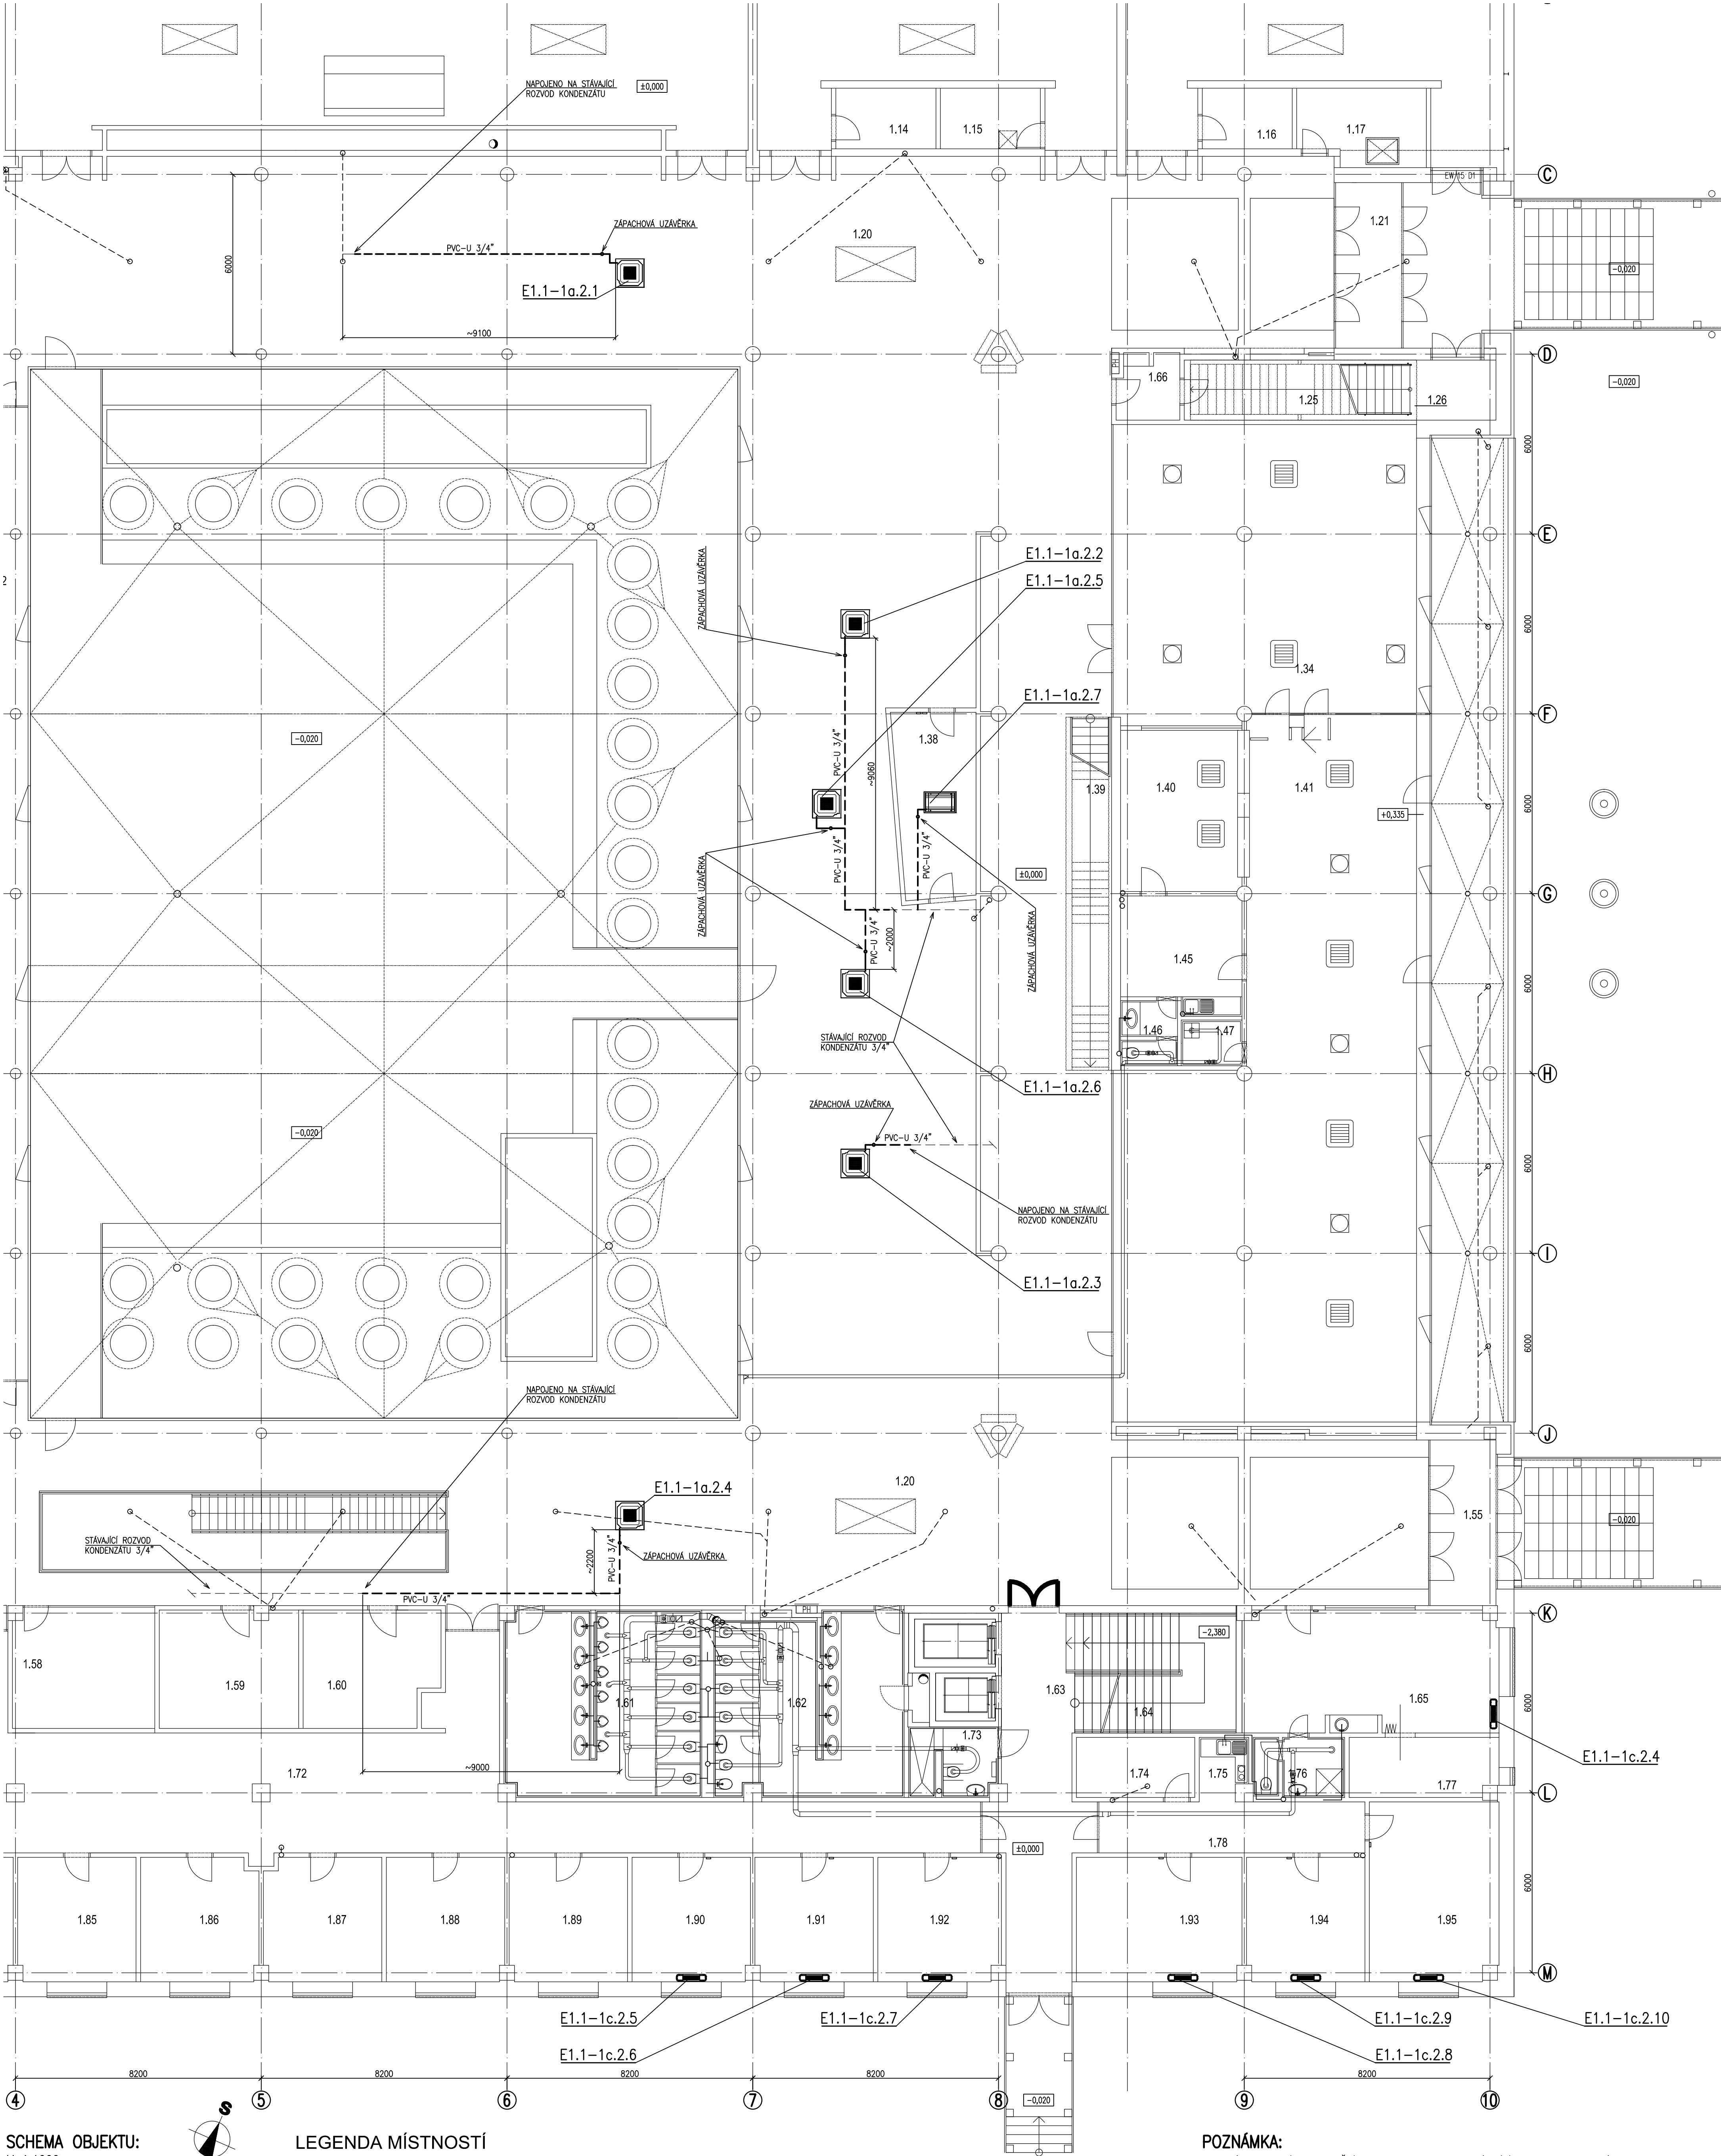 NAPOJENO NA STÁVAJÍCÍ
ROZVOD KONDENZÁTU
±0,000
1.14
1.15
1.16
1.17
C
EW 15 D1
ZÁPACHOVÁ UZÁVĚRKA
PVC-U 3/4"
1.20
1.21
6000
-0,020
E1.1-1a.2.1
~9100
D
PH
1.66
1.25
1.26
-0,020
6000
E
E1.1-1a.2.2
E1.1-1a.2.5
ZÁPACHOVÁ UZÁVĚRKA
6000
1.34
E1.1-1a.2.7
F
-0,020
1.38
PVC-U 3/4"
~9060
1.39
1.40
1.41
6000
+0,335
PVC-U 3/4"
PVC-U 3/4"
ZÁPACHOVÁ UZÁVĚRKA
±0,000
G
PVC-U 3/4"
~2000
ZÁPACHOVÁ UZÁVĚRKA
1.45
6000
STÁVAJÍCÍ ROZVOD
KONDENZÁTU 3/4"
1.46
1.47
H
E1.1-1a.2.6
ZÁPACHOVÁ UZÁVĚRKA
-0,020
PVC-U 3/4"
6000
NAPOJENO NA STÁVAJÍCÍ
ROZVOD KONDENZÁTU
I
E1.1-1a.2.3
6000
NAPOJENO NA STÁVAJÍCÍ
ROZVOD KONDENZÁTU
J
E1.1-1a.2.4
1.20
1.55
-0,020
STÁVAJÍCÍ ROZVOD
KONDENZÁTU 3/4"
~2200
PVC-U 3/4"
ZÁPACHOVÁ UZÁVĚRKA
PVC-U 3/4"
PH
K
-2,380
1.58
1.59
1.60
1.61
1.62
1.63
1.64
1.65
6000
1.73
E1.1-1c.2.4
1.72
~9000
1.74
1.75
1.76
1.77
L
±0,000
1.78
6000
1.85
1.86
1.87
1.88
1.89
1.90
1.91
1.92
1.93
1.94
1.95
M
E1.1-1c.2.5
E1.1-1c.2.7
E1.1-1c.2.9
E1.1-1c.2.10
E1.1-1c.2.6
E1.1-1c.2.8
8200
8200
8200
8200
8200
4
5
6
7
8
9
10
-0,020
S
SCHEMA OBJEKTU:
LEGENDA MÍSTNOSTÍ
POZNÁMKA: